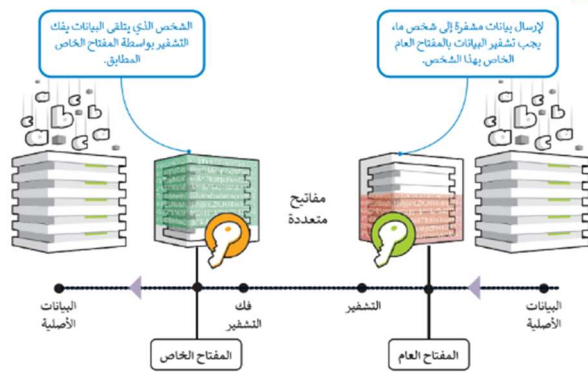 لإرسال بيانات مشفرة إلى شخص ما،
يجب تشفير البيانات بالمفتاح العام
الخاص بهذا الشخص.
الشخص الذي يتلقى البيانات يفك
التشفير بواسطة المفتاح الخاص
المطابق.
مفاتيح
متعددة
البيانات
الأصلية
التشفير
فك
التشفير
البيانات
الأصلية
المفتاح العام
المفتاح الخاص